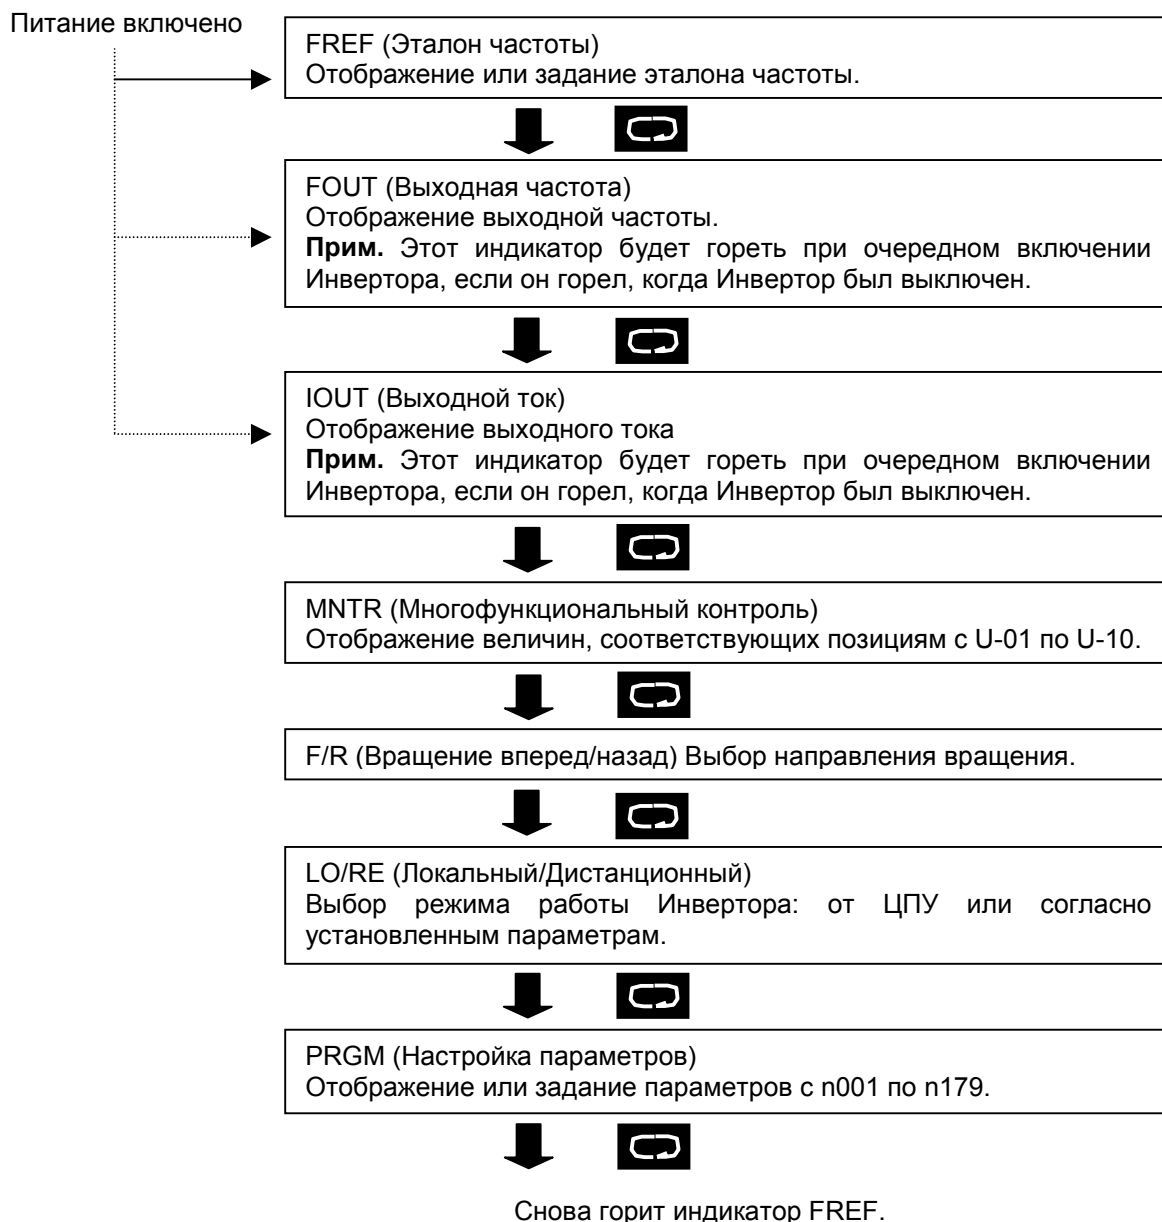 Питание включено
FREF (Эталон частоты)
Отображение или задание эталона частоты.
FOUT (Выходная частота)
Отображение выходной частоты.
Прим. Этот индикатор будет гореть при очередном включении
Инвертора, если он горел, когда Инвертор был выключен.
IOUT (Выходной ток)
Отображение выходного тока
Прим. Этот индикатор будет гореть при очередном включении
Инвертора, если он горел, когда Инвертор был выключен.
MNTR (Многофункциональный контроль)
Отображение величин, соответствующих позициям с U-01 по U-10.
F/R (Вращение вперед/назад) Выбор направления вращения.
LO/RE (Локальный/Дистанционный)
Выбор режима работы Инвертора: от ЦПУ или согласно
установленным параметрам.
PRGM (Настройка параметров)
Отображение или задание параметров с n001 по n179.
Снова горит индикатор FREF.